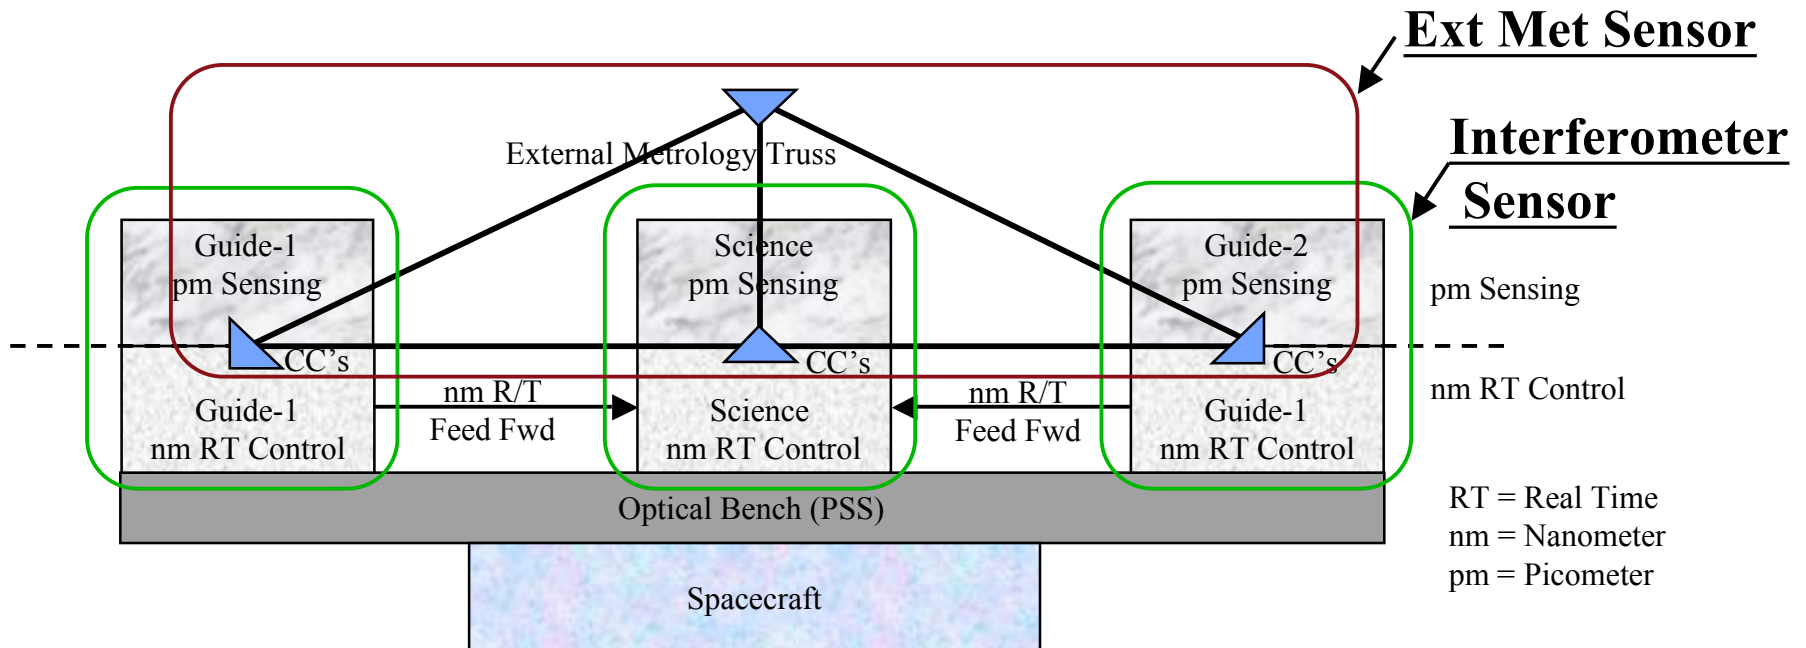 Ext Met Sensor
Interferometer
Sensor
External Metrology Truss
Guide-1
pm Sensing
Science
pm Sensing
Guide-2
pm Sensing
pm Sensing
CC's
CC's
CC's
nm R/T
Feed Fwd
nm R/T
Feed Fwd
nm RT Control
Guide-1
nm RT Control
Science
nm RT Control
Guide-1
nm RT Control
Optical Bench (PSS)
RT = Real Time
nm = Nanometer
pm = Picometer
Spacecraft